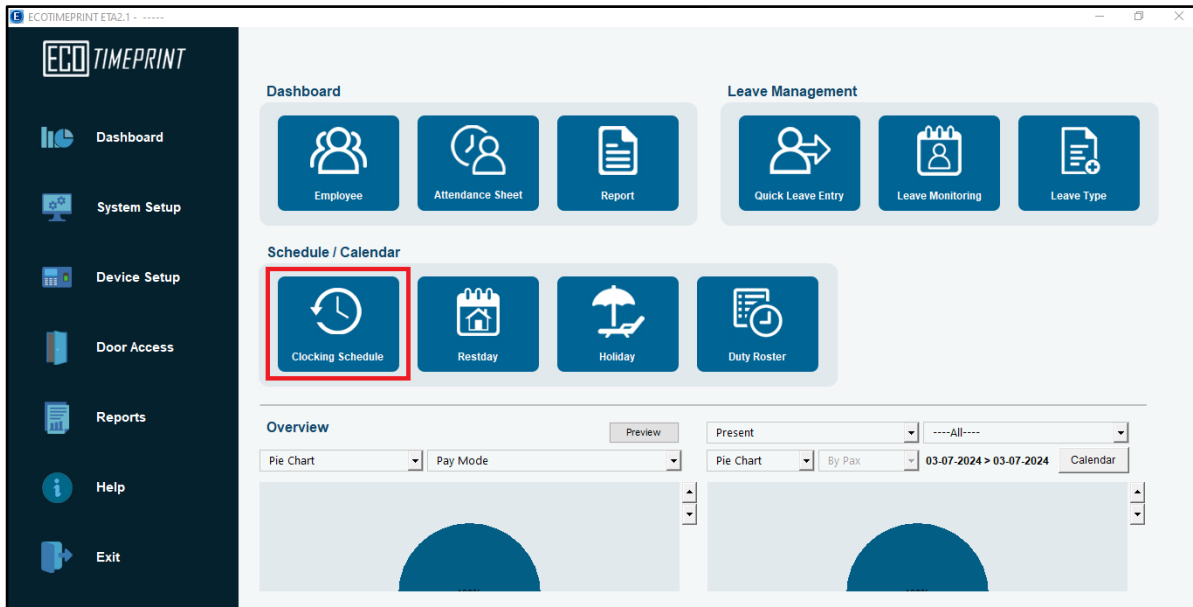 ECOTIMEPRINT ETA2.1 - -----
ECO TIMEPRINT
Dashboard
System Setup
Device Setup
Door Access
Reports
Help
Exit
Dashboard
Employee
Attendance Sheet
Report
Leave Management
Quick Leave Entry
Leave Monitoring
Leave Type
Schedule / Calendar
Clocking Schedule
Restday
Holiday
Duty Roster
Overview
Preview
Pie Chart
Pay Mode
Present
----All----
Pie Chart
By Pax
03-07-2024 > 03-07-2024
Calendar